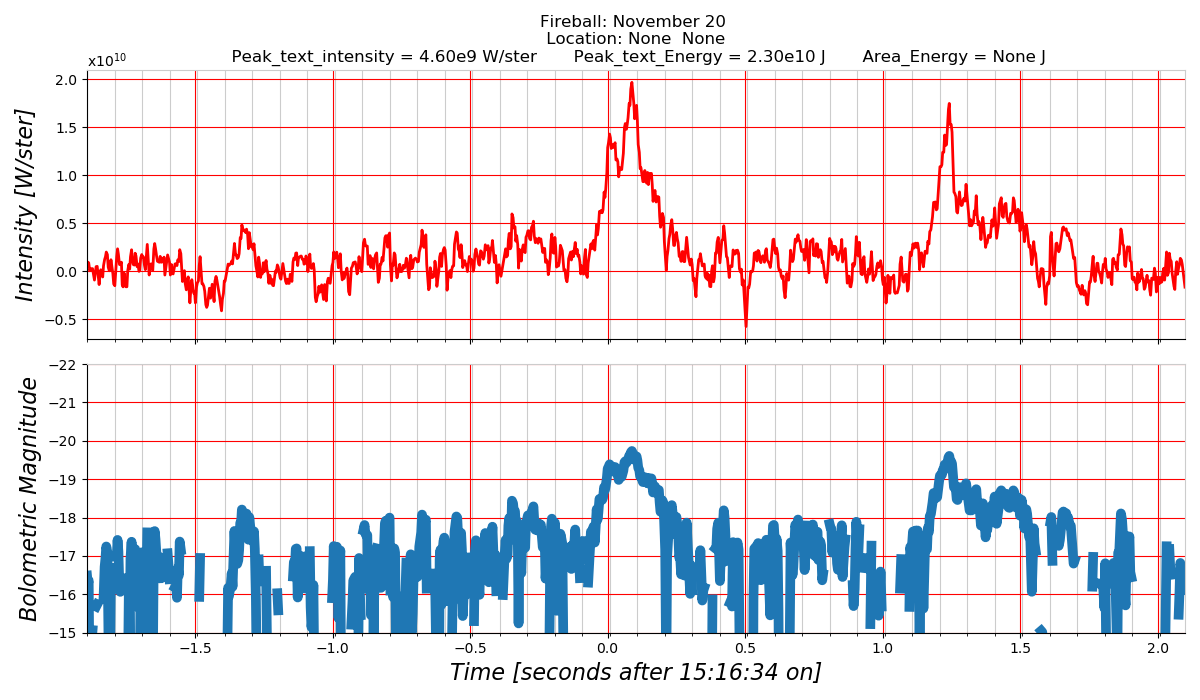 Fireball: November 20
Location: None  None
Peak_text_intensity = 4.60e9 W/ster       Peak_text_Energy = 2.30e10 J       Area_Energy = None J
x10¹⁰
2.0
1.5
1.0
0.5
0.0
−0.5
Intensity [W/ster]
−22
−21
−20
−19
−18
−17
−16
−15
Bolometric Magnitude
−1.5 −1.0 −0.5 0.0 0.5 1.0 1.5 2.0
Time [seconds after 15:16:34 on]